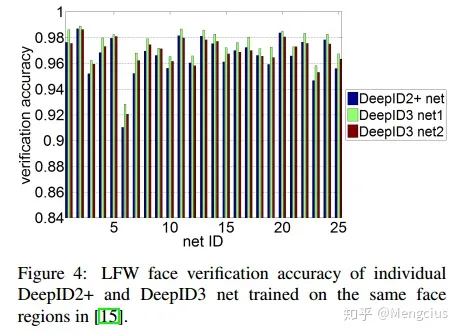 1
0.98
0.96
0.94
0.92
0.9
0.88
0.86
0.84
verification accuracy
5
10
15
20
25
net ID
DeepID2+ net
DeepID3 net1
DeepID3 net2
Figure 4: LFW face verification accuracy of individual
DeepID2+ and DeepID3 net trained on the same face
regions in [15].
知乎 @Mengcius